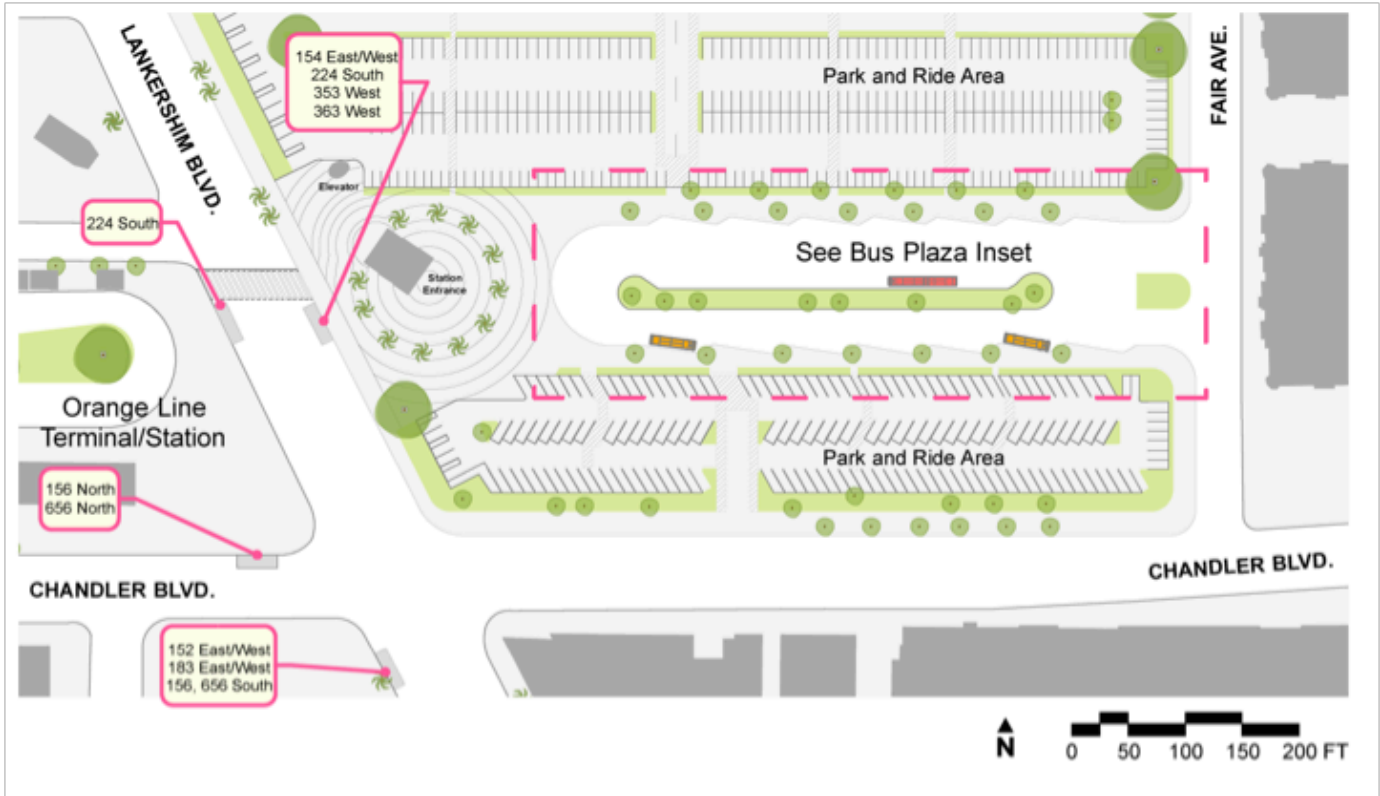 LANKERSHIM BLVD.
154 East/West
224 South
353 West
363 West
Park and Ride Area
FAIR AVE.
Elevator
224 South
Station
Entrance
See Bus Plaza Inset
Orange Line
Terminal/Station
Park and Ride Area
156 North
656 North
CHANDLER BLVD.
CHANDLER BLVD.
152 East/West
183 East/West
156, 656 South
N
0 50 100 150 200 FT